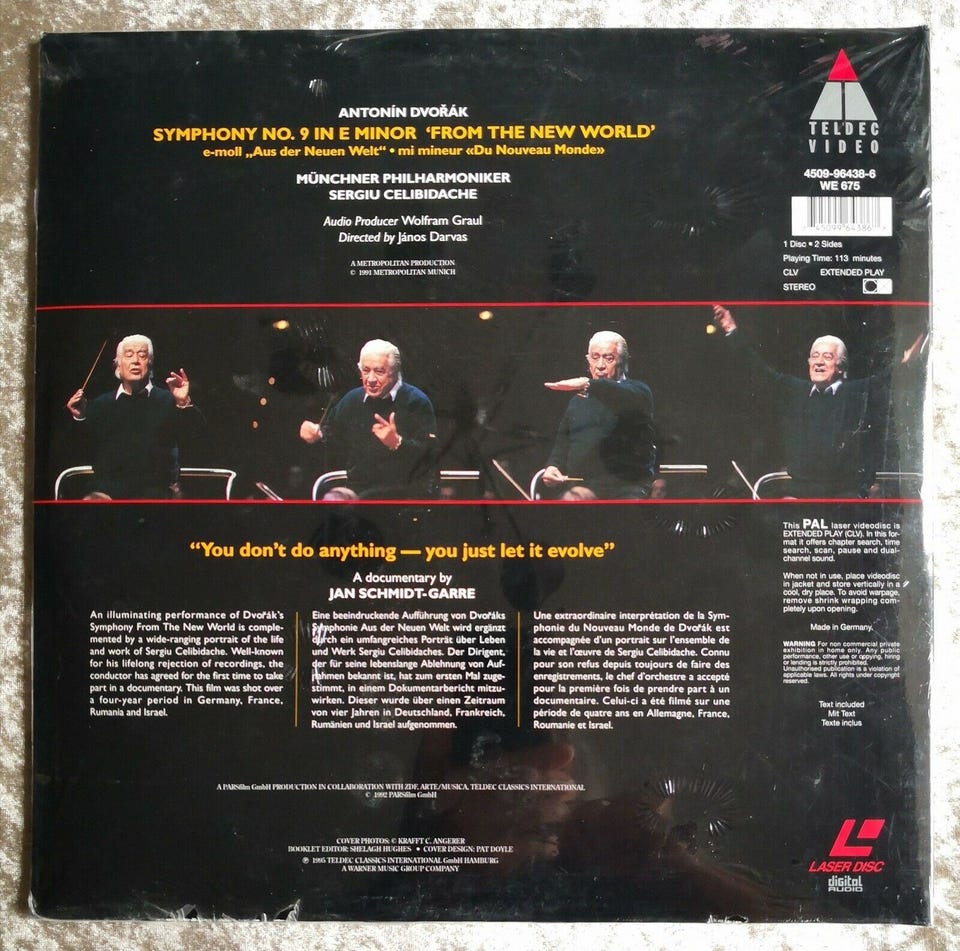 ANTONÍN DVOŘÁK
SYMPHONY NO. 9 IN E MINOR ‘FROM THE NEW WORLD’
e-moll „Aus der Neuen Welt“ • mi mineur «Du Nouveau Monde»
MÜNCHNER PHILHARMONIKER
SERGIU CELIBIDACHE
Audio Producer Wolfram Graul
Directed by János Darvas
A METROPOLITAN PRODUCTION
© 1991 METROPOLITAN MUNICH
TELDEC
VIDEO
4509-96438-6
WE 675
45099 64386
1 Disc • 2 Sides
Playing Time: 113 minutes
CLV EXTENDED PLAY
STEREO
“You don’t do anything — you just let it evolve”
A documentary by
JAN SCHMIDT-GARRE
An illuminating performance of Dvořák’s
Symphony From The New World is comple-
mented by a wide-ranging portrait of the life
and work of Sergiu Celibidache. Well-known
for his lifelong rejection of recordings, the
conductor has agreed for the first time to take
part in a documentary. This film was shot over
a four-year period in Germany, France,
Rumania and Israel.
Eine beeindruckende Aufführung von Dvořáks
Symphonie Aus der Neuen Welt wird ergänzt
durch ein umfangreiches Porträt über Leben
und Werk Sergiu Celibidaches. Der Dirigent,
der für seine lebenslange Ablehnung von Auf-
nahmen bekannt ist, hat zum ersten Mal zuge-
stimmt, in einem Dokumentarbericht mitzu-
wirken. Dieser wurde über einen Zeitraum
von vier Jahren in Deutschland, Frankreich,
Rumänien und Israel aufgenommen.
Une extraordinaire interprétation de la Sym-
phonie du Nouveau Monde de Dvořák est
accompagnée d’un portrait sur l’ensemble de
la vie et l’œuvre de Sergiu Celibidache. Connu
pour son refus depuis toujours de faire des
enregistrements, le chef d’orchestre a accepté
pour la première fois de prendre part à un
documentaire. Celui-ci a été filmé sur une
période de quatre ans en Allemagne, France,
Roumanie et Israel.
This PAL laser videodisc is
EXTENDED PLAY (CLV). In this for-
mat it offers chapter search, time
search, scan, pause and dual-
channel sound.
When not in use, place videodisc
in jacket and store vertically in a
cool, dry place. To avoid warpage,
remove shrink wrapping com-
pletely upon opening.
Made in Germany.
WARNING For non commercial private
exhibition in home only. Any public
performance, other use or copying, hiring
or lending is strictly prohibited.
Unauthorised publication is a violation of
applicable laws. All rights under copyright
reserved.
Text included
Mit Text
Texte inclus
A PARSfilm GmbH PRODUCTION IN COLLABORATION WITH ZDF, ARTE/MUSICA, TELDEC CLASSICS INTERNATIONAL
© 1992 PARSfilm GmbH
COVER PHOTOS: © KRAFFT C. ANGERER
BOOKLET EDITOR: SHELAGH HUGHES • COVER DESIGN: PAT DOYLE
℗ 1995 TELDEC CLASSICS INTERNATIONAL GmbH HAMBURG
A WARNER MUSIC GROUP COMPANY
LASER DISC
digital
AUDIO